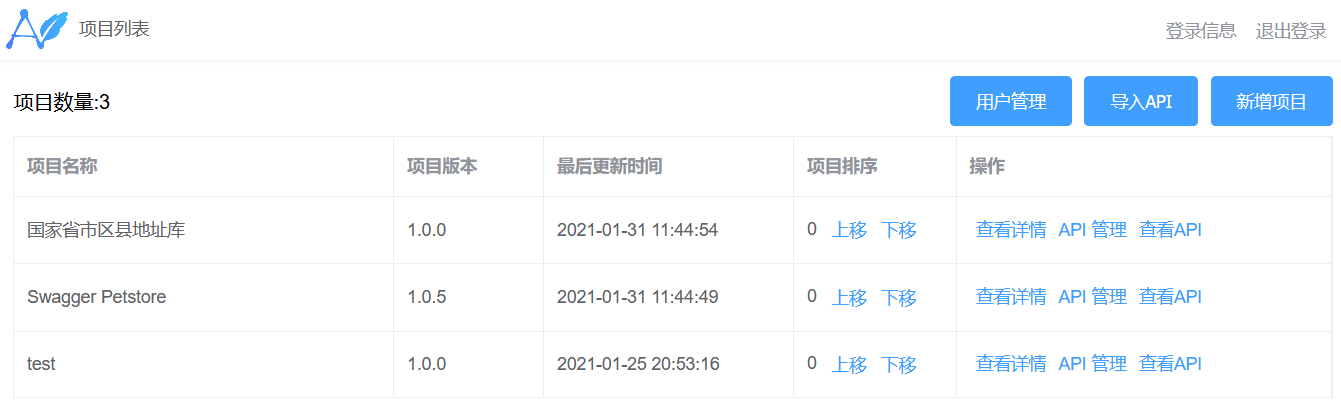 项目列表 登录信息 退出登录
项目数量:3 用户管理 导入API 新增项目
项目名称 项目版本 最后更新时间 项目排序 操作
国家省市区县地址库 1.0.0 2021-01-31 11:44:54 0 上移 下移 查看详情 API 管理 查看API
Swagger Petstore 1.0.5 2021-01-31 11:44:49 0 上移 下移 查看详情 API 管理 查看API
test 1.0.0 2021-01-25 20:53:16 0 上移 下移 查看详情 API 管理 查看API